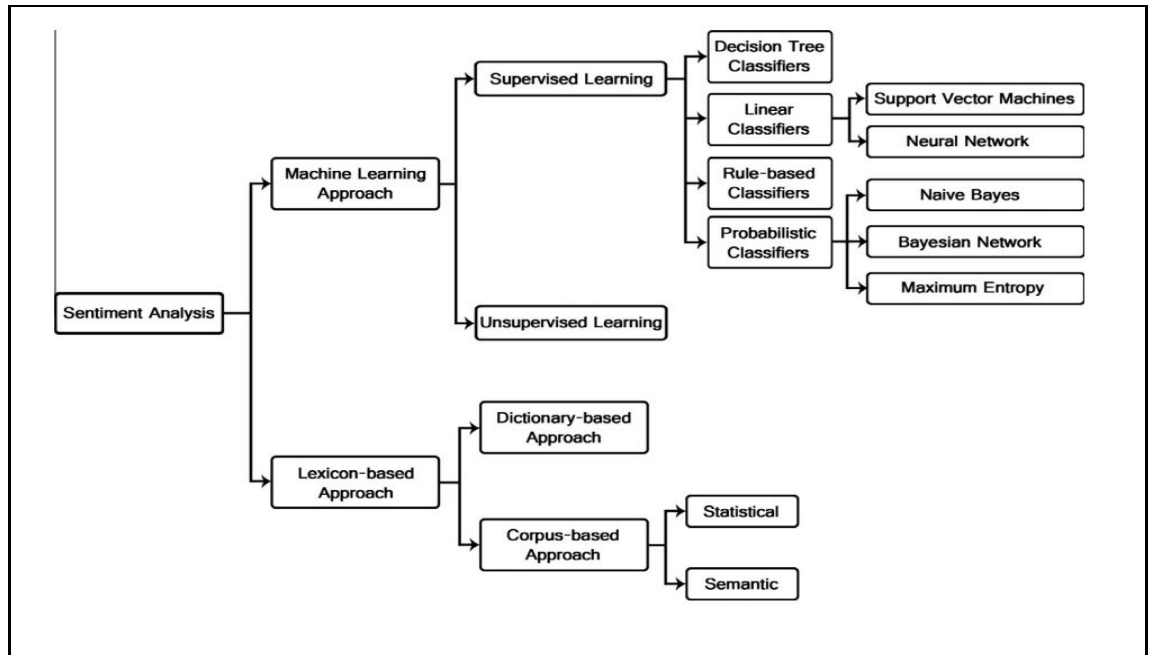 Decision Tree
Classifiers
Supervised Learning
Linear
Classifiers
Support Vector Machines
Neural Network
Machine Learning
Approach
Rule-based
Classifiers
Naive Bayes
Probabilistic
Classifiers
Bayesian Network
Maximum Entropy
Sentiment Analysis
Unsupervised Learning
Dictionary-based
Approach
Lexicon-based
Approach
Statistical
Corpus-based
Approach
Semantic